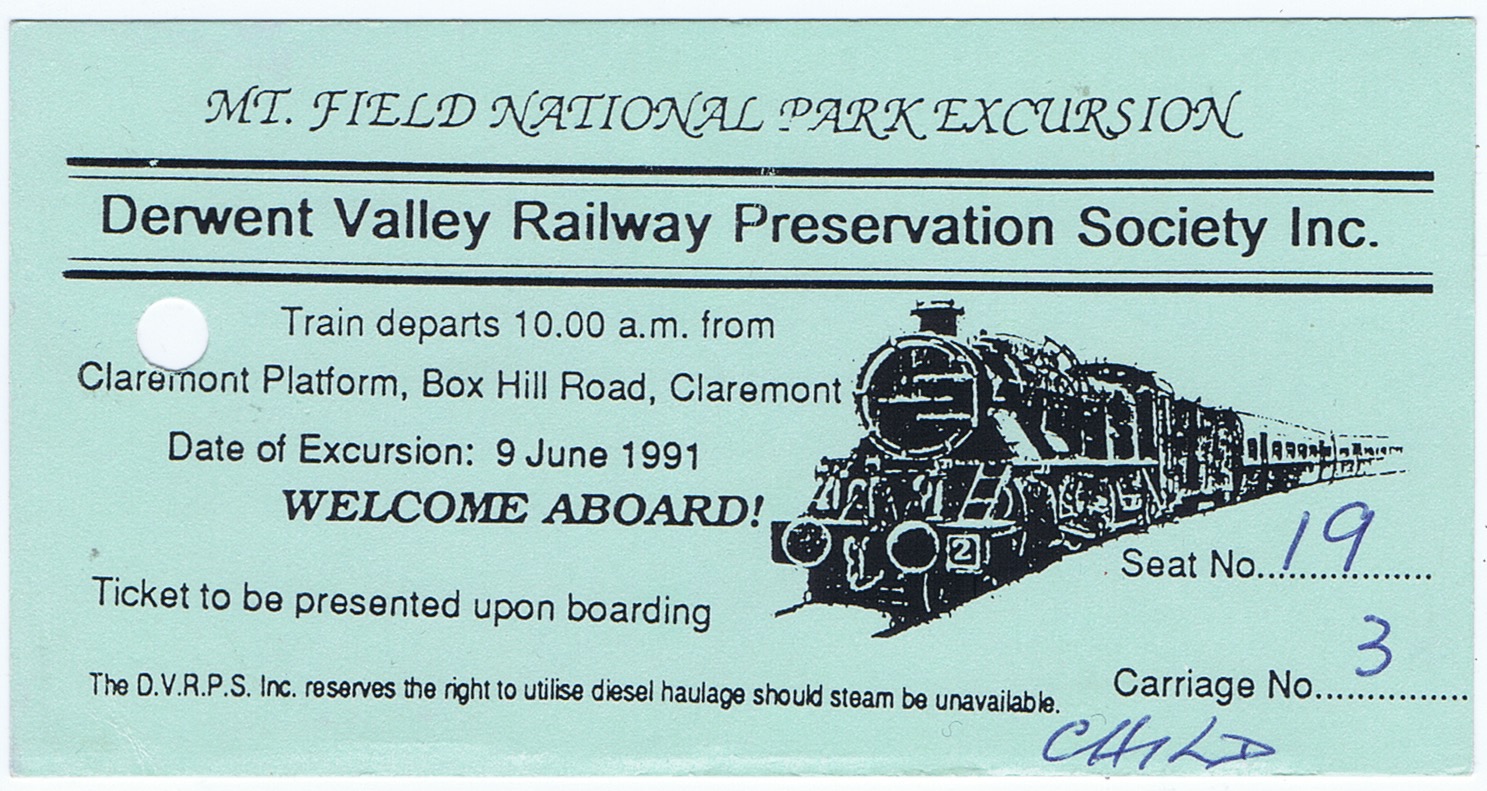 MT. FIELD NATIONAL PARK EXCURSION
Derwent Valley Railway Preservation Society Inc.
Train departs 10.00 a.m. from
Claremont Platform, Box Hill Road, Claremont
Date of Excursion: 9 June 1991
WELCOME ABOARD!
2
Seat No. 19
Ticket to be presented upon boarding
Carriage No. 3
The D.V.R.P.S. Inc. reserves the right to utilise diesel haulage should steam be unavailable.
CHILD